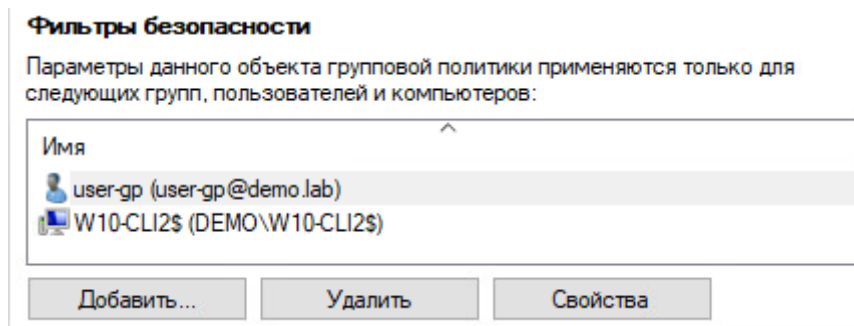 Фильтры безопасности
Параметры данного объекта групповой политики применяются только для
следующих групп, пользователей и компьютеров:
Имя
user-gp (user-gp@demo.lab)
W10-CLI2$ (DEMO\W10-CLI2$)
Добавить... Удалить Свойства